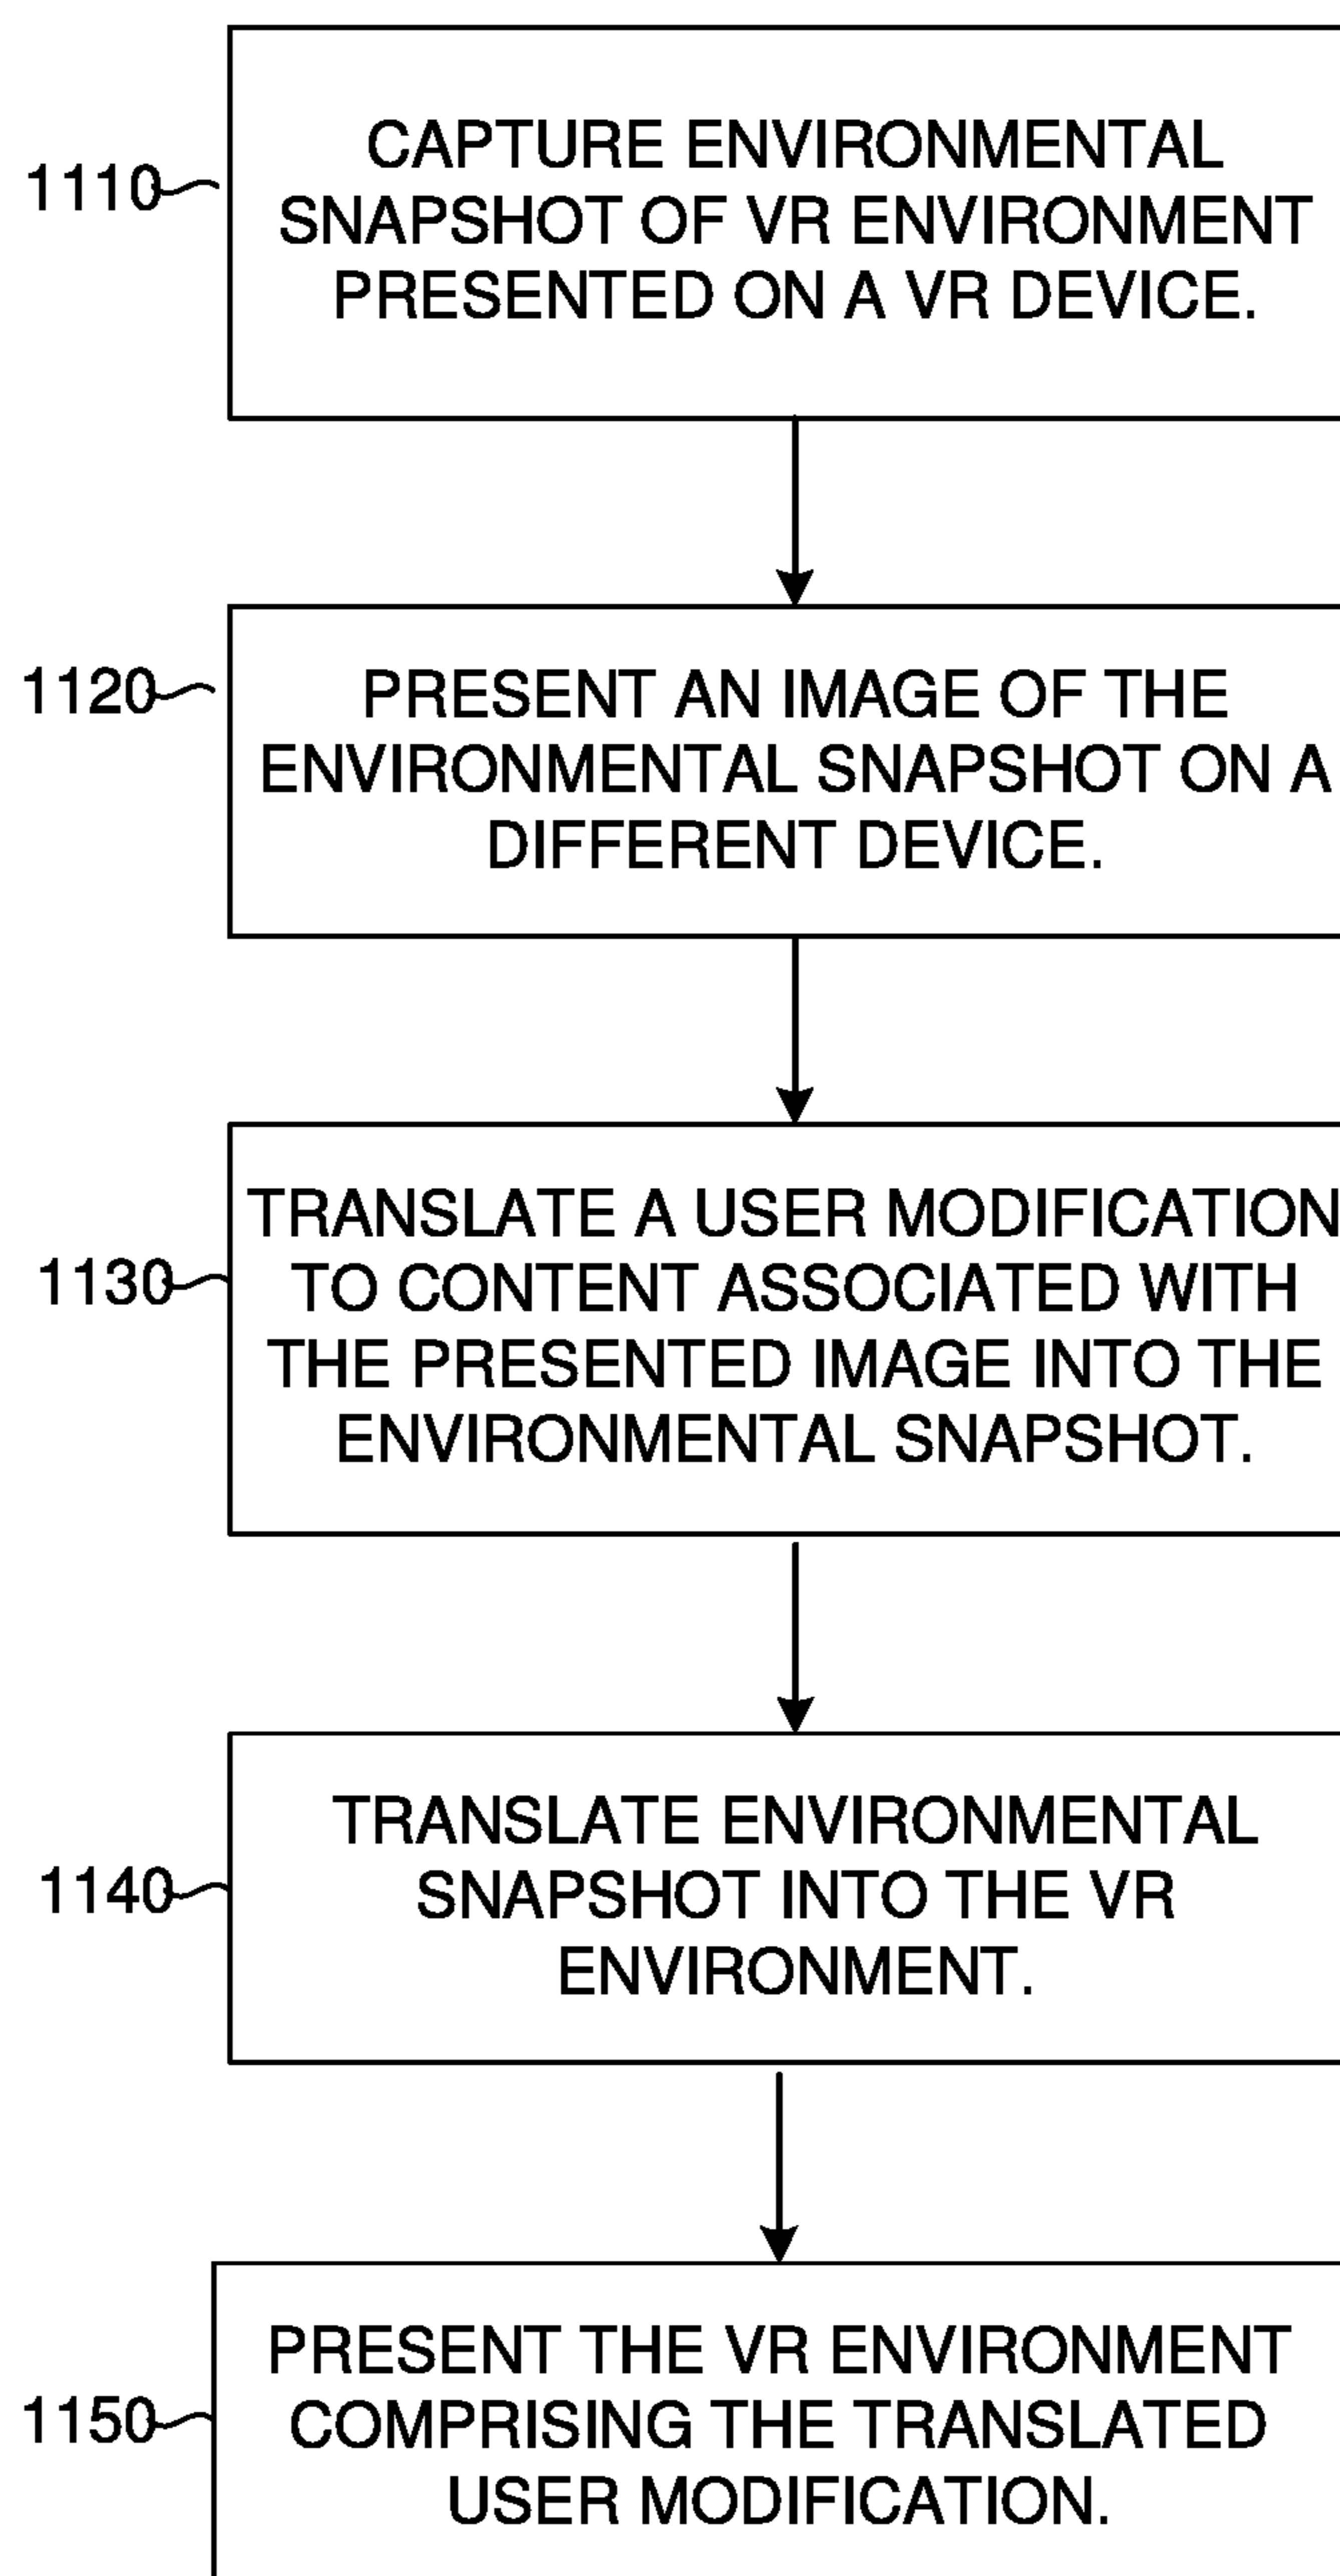 1110
CAPTURE ENVIRONMENTAL
SNAPSHOT OF VR ENVIRONMENT
PRESENTED ON A VR DEVICE.
1120
PRESENT AN IMAGE OF THE
ENVIRONMENTAL SNAPSHOT ON A
DIFFERENT DEVICE.
1130
TRANSLATE A USER MODIFICATION
TO CONTENT ASSOCIATED WITH
THE PRESENTED IMAGE INTO THE
ENVIRONMENTAL SNAPSHOT.
1140
TRANSLATE ENVIRONMENTAL
SNAPSHOT INTO THE VR
ENVIRONMENT.
1150
PRESENT THE VR ENVIRONMENT
COMPRISING THE TRANSLATED
USER MODIFICATION.